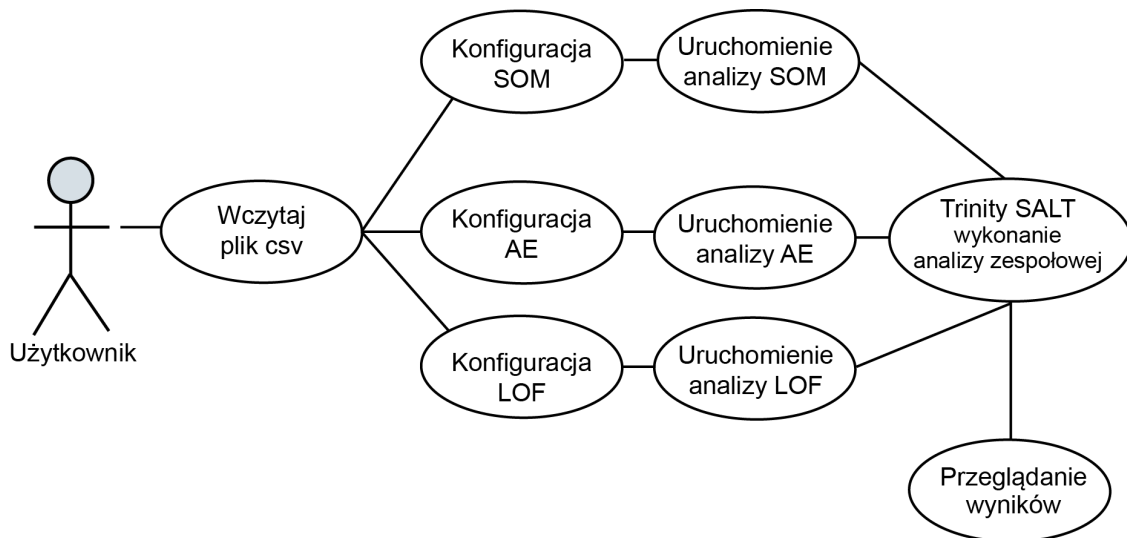 Konfiguracja
SOM
Uruchomienie
analizy SOM
Wczytaj
plik csv
Konfiguracja
AE
Uruchomienie
analizy AE
Trinity SALT
wykonanie
analizy zespołowej
Użytkownik
Konfiguracja
LOF
Uruchomienie
analizy LOF
Przeglądanie
wyników